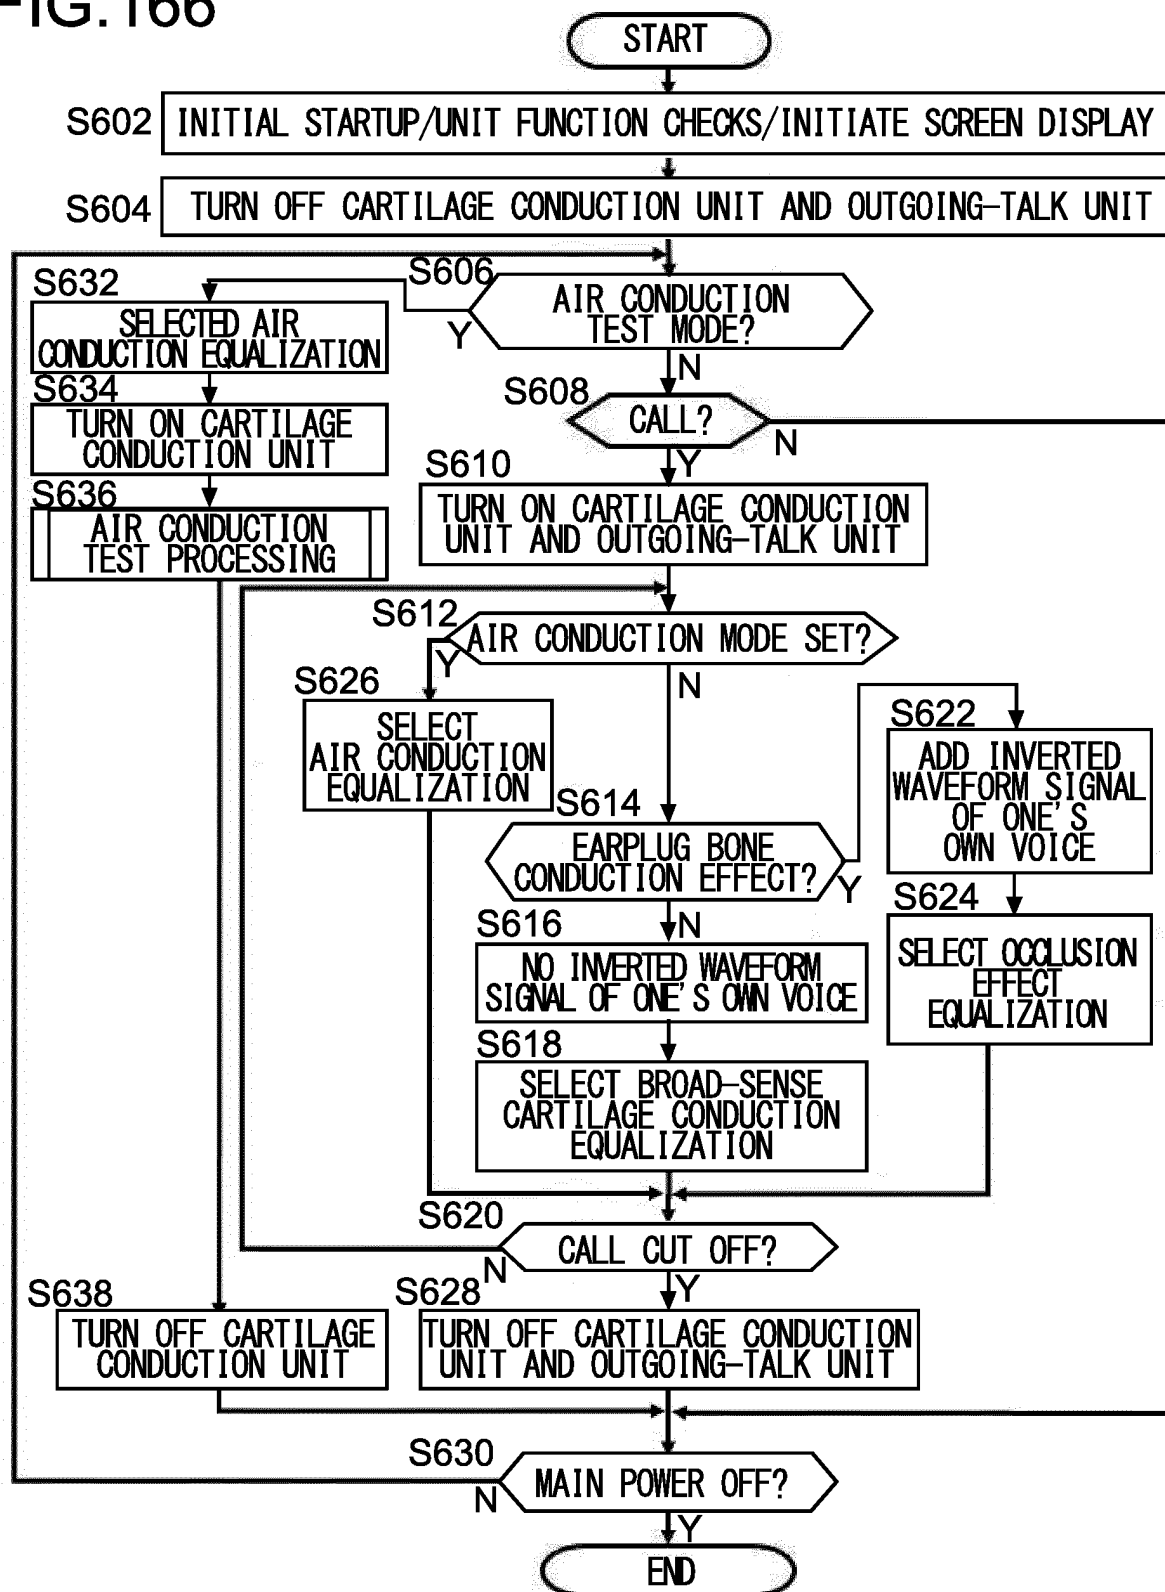 FIG.166
START
S602
INITIAL STARTUP/UNIT FUNCTION CHECKS/INITIATE SCREEN DISPLAY
S604
TURN OFF CARTILAGE CONDUCTION UNIT AND OUTGOING-TALK UNIT
S606
AIR CONDUCTION
TEST MODE?
Y
N
S632
SELECTED AIR
CONDUCTION EQUALIZATION
S634
TURN ON CARTILAGE
CONDUCTION UNIT
S636
AIR CONDUCTION
TEST PROCESSING
S608
CALL?
N
Y
S610
TURN ON CARTILAGE CONDUCTION
UNIT AND OUTGOING-TALK UNIT
S612
AIR CONDUCTION MODE SET?
Y
N
S626
SELECT
AIR CONDUCTION
EQUALIZATION
S614
EARPLUG BONE
CONDUCTION EFFECT?
Y
N
S622
ADD INVERTED
WAVEFORM SIGNAL
OF ONE'S
OWN VOICE
S624
SELECT OCCLUSION
EFFECT
EQUALIZATION
S616
NO INVERTED WAVEFORM
SIGNAL OF ONE'S OWN VOICE
S618
SELECT BROAD-SENSE
CARTILAGE CONDUCTION
EQUALIZATION
S620
CALL CUT OFF?
N
Y
S638
TURN OFF CARTILAGE
CONDUCTION UNIT
S628
TURN OFF CARTILAGE CONDUCTION
UNIT AND OUTGOING-TALK UNIT
S630
MAIN POWER OFF?
N
Y
END